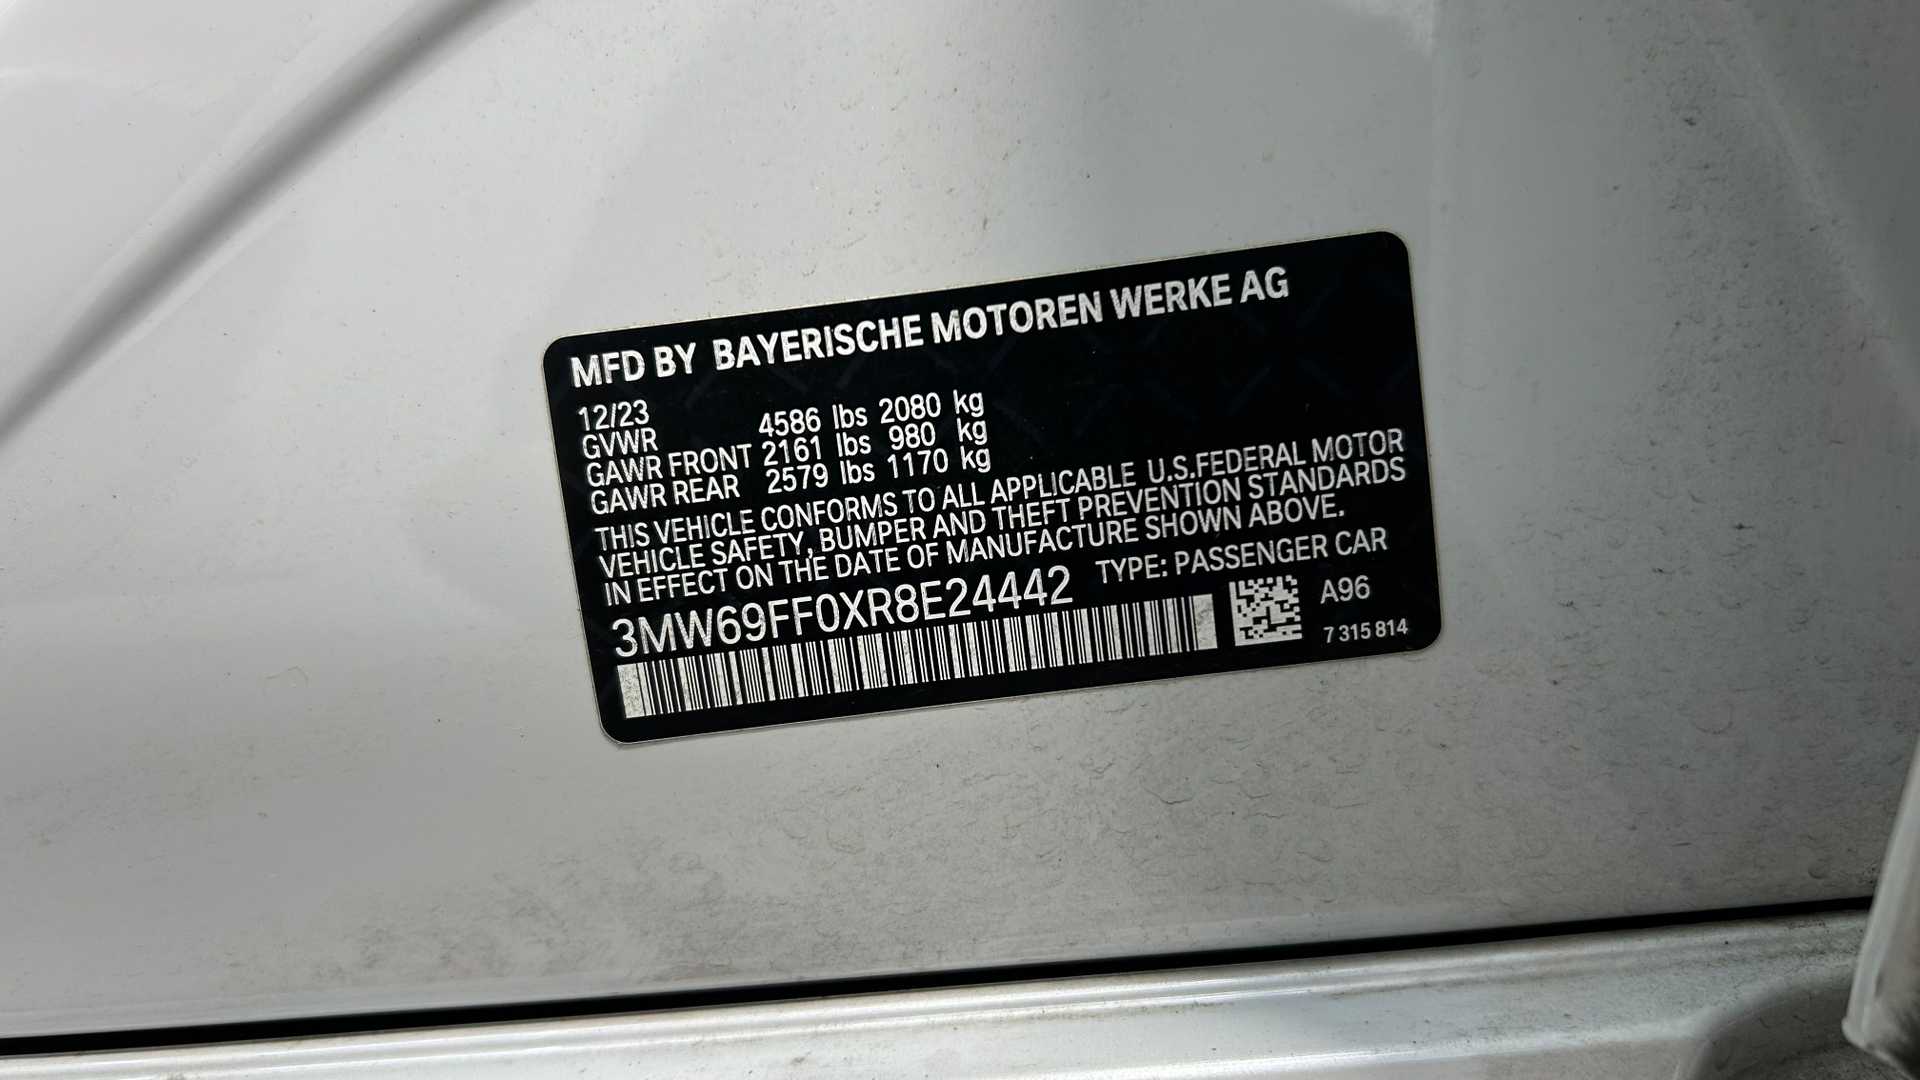 MFD BY BAYERISCHE MOTOREN WERKE AG
12/23
GVWR 4586 lbs 2080 kg
GAWR FRONT 2161 lbs 980 kg
GAWR REAR 2579 lbs 1170 kg
THIS VEHICLE CONFORMS TO ALL APPLICABLE U.S.FEDERAL MOTOR
VEHICLE SAFETY, BUMPER AND THEFT PREVENTION STANDARDS
IN EFFECT ON THE DATE OF MANUFACTURE SHOWN ABOVE.
3MW69FF0XR8E24442 TYPE: PASSENGER CAR
A96
7 315 814